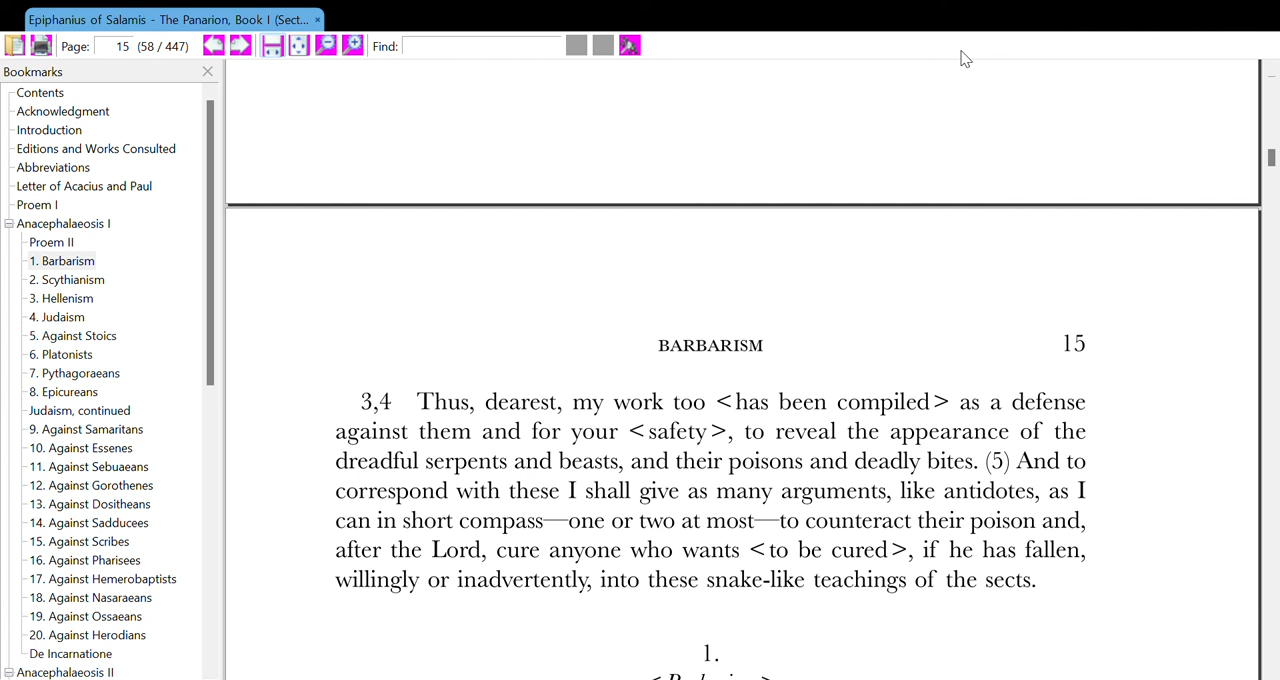 Epiphanius of Salamis - The Panarion, Book I (Sect... ×
Page: 15 (58 / 447) Find:
Bookmarks
Contents
Acknowledgment
Introduction
Editions and Works Consulted
Abbreviations
Letter of Acacius and Paul
Proem I
Anacephalaeosis I
Proem II
1. Barbarism
2. Scythianism
3. Hellenism
4. Judaism
5. Against Stoics
6. Platonists
7. Pythagoraeans
8. Epicureans
Judaism, continued
9. Against Samaritans
10. Against Essenes
11. Against Sebuaeans
12. Against Gorothenes
13. Against Dositheans
14. Against Sadducees
15. Against Scribes
16. Against Pharisees
17. Against Hemerobaptists
18. Against Nasaraeans
19. Against Ossaeans
20. Against Herodians
De Incarnatione
Anacephalaeosis II
BARBARISM 15
3,4 Thus, dearest, my work too <has been compiled> as a defense
against them and for your <safety>, to reveal the appearance of the
dreadful serpents and beasts, and their poisons and deadly bites. (5) And to
correspond with these I shall give as many arguments, like antidotes, as I
can in short compass—one or two at most—to counteract their poison and,
after the Lord, cure anyone who wants <to be cured>, if he has fallen,
willingly or inadvertently, into these snake-like teachings of the sects.
1.